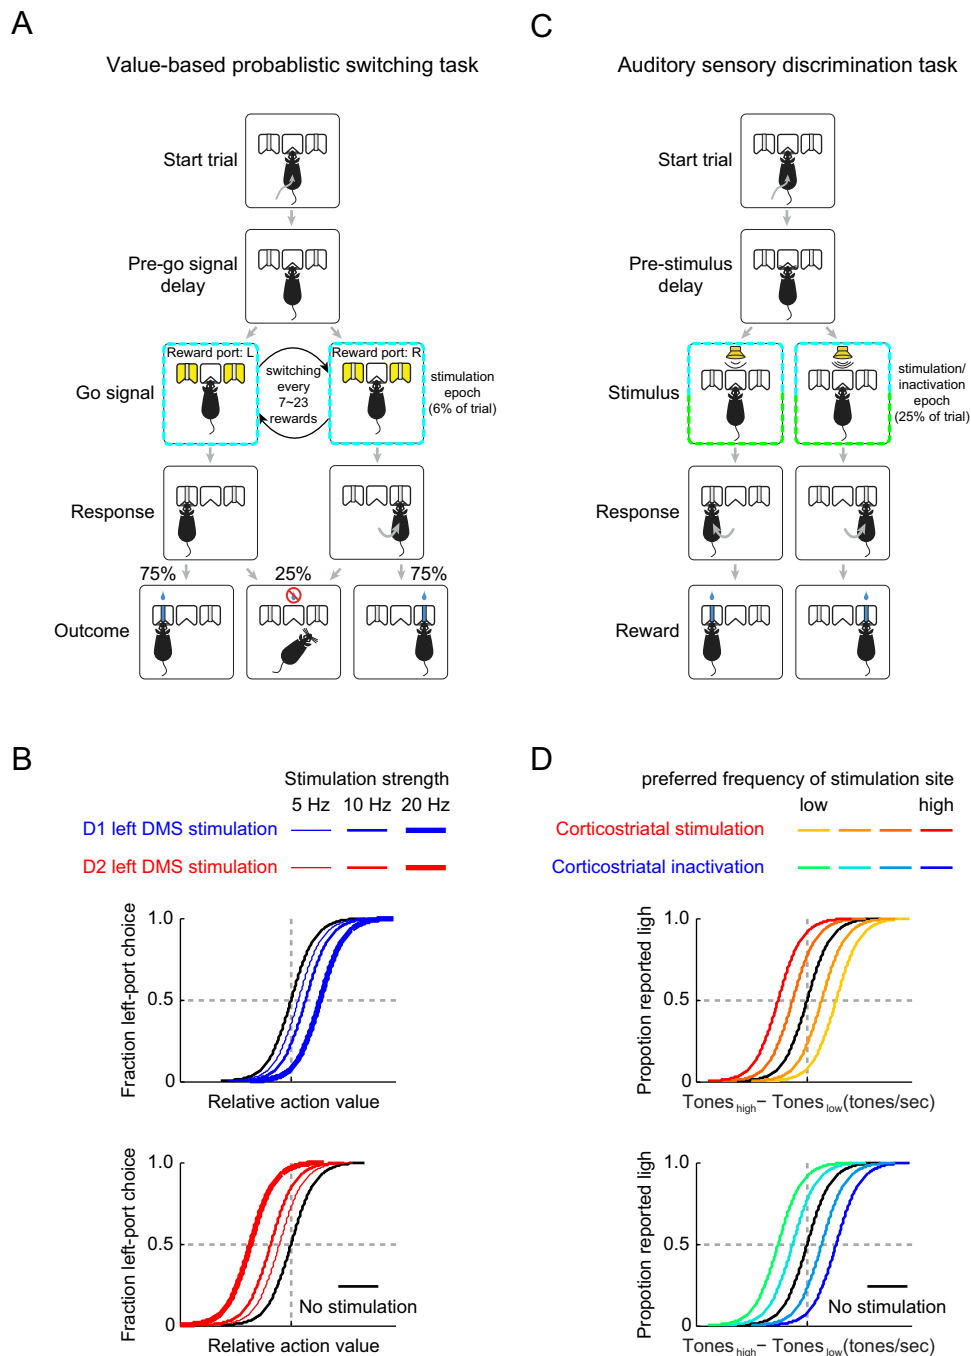 A
Value-based probablistic switching task
Start trial
Pre-go signal
delay
Go signal
Reward port: L
switching
every
7~23
rewards
Reward port: R
stimulation
epoch
(6% of trial)
Response
75%
25%
75%
Outcome
C
Auditory sensory discrimination task
Start trial
Pre-stimulus
delay
Stimulus
stimulation/
inactivation
epoch
(25% of trial)
Response
Reward
B
Stimulation strength
5 Hz 10 Hz 20 Hz
D1 left DMS stimulation
D2 left DMS stimulation
Fraction left-port choice
1.0
0.5
0
Relative action value
Fraction left-port choice
1.0
0.5
0
No stimulation
Relative action value
D
preferred frequency of stimulation site
low high
Corticostriatal stimulation
Corticostriatal inactivation
Propotion reported ligh
1.0
0.5
0
Tones high − Tones low (tones/sec)
Propotion reported ligh
1.0
0.5
0
No stimulation
Tones high − Tones low (tones/sec)